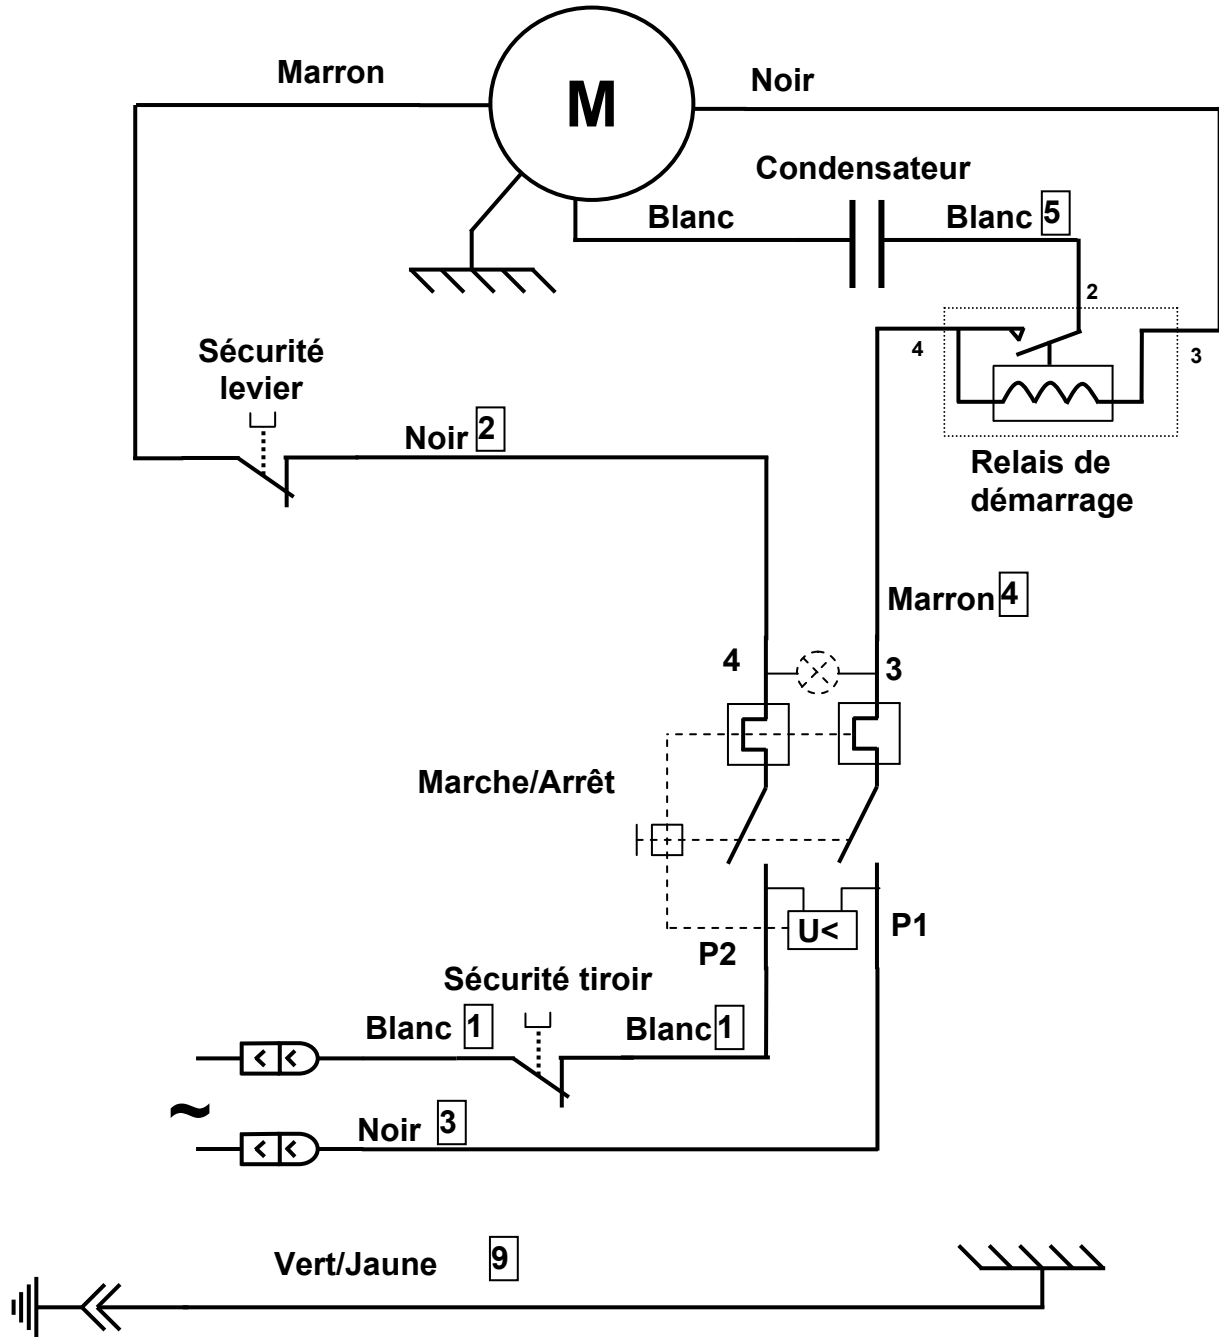 M
Marron
Noir
Condensateur
Blanc
Blanc 5
2
4
3
Sécurité
levier
Noir 2
Relais de
démarrage
Marron 4
4
3
Marche/Arrêt
U<
P1
P2
Sécurité tiroir
Blanc 1
Blanc 1
~
Noir 3
Vert/Jaune 9